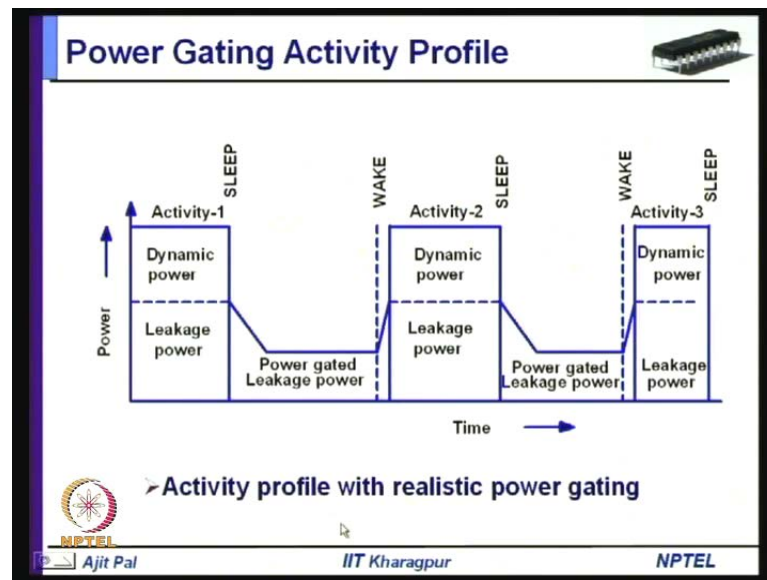 Power Gating Activity Profile
SLEEP
WAKE
SLEEP
WAKE
SLEEP
Activity-1
Activity-2
Activity-3
Dynamic
power
Dynamic
power
Dynamic
power
Power
Leakage
power
Leakage
power
Leakage
power
Power gated
Leakage power
Power gated
Leakage power
Time
➢Activity profile with realistic power gating
NPTEL
Ajit Pal
IIT Kharagpur
NPTEL